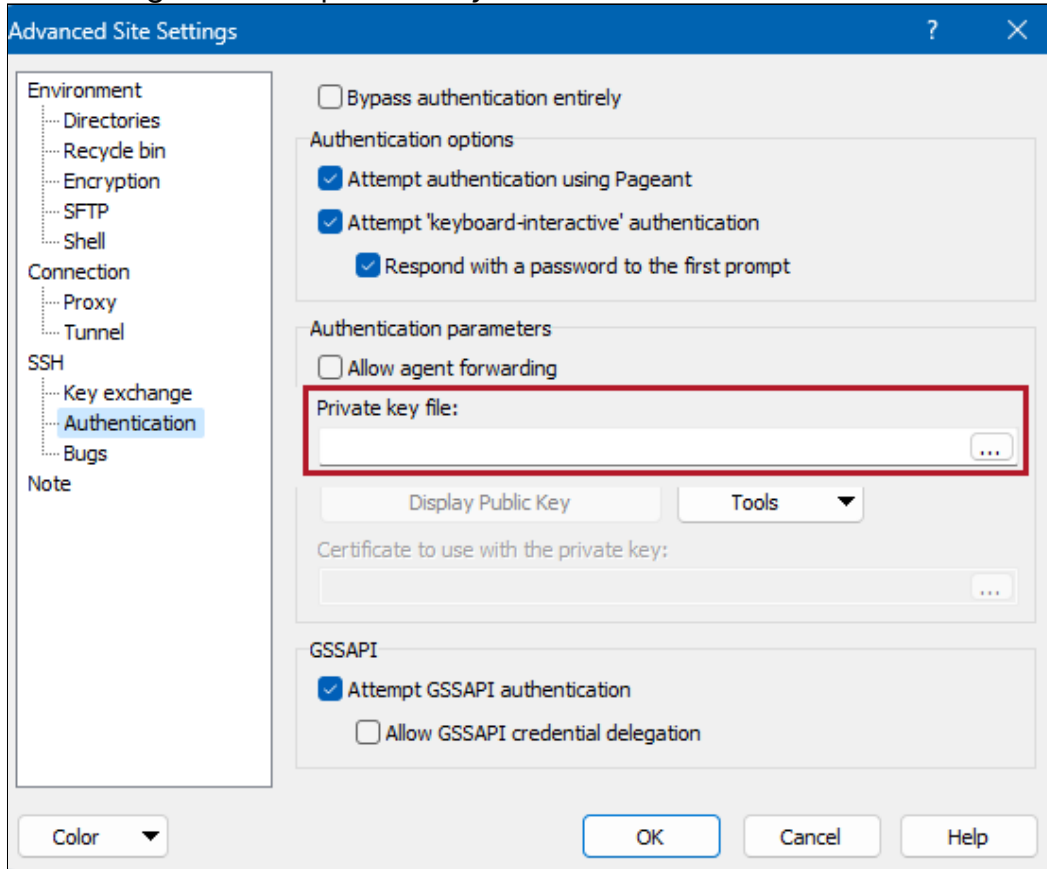 Advanced Site Settings ?
Environment
Directories
Recycle bin
Encryption
SFTP
Shell
Connection
Proxy
Tunnel
SSH
Key exchange
Authentication
Bugs
Note
Bypass authentication entirely
Authentication options
Attempt authentication using Pageant
Attempt 'keyboard-interactive' authentication
Respond with a password to the first prompt
Authentication parameters
Allow agent forwarding
Private key file:
...
Display Public Key Tools
Certificate to use with the private key:
...
GSSAPI
Attempt GSSAPI authentication
Allow GSSAPI credential delegation
Color OK Cancel Help